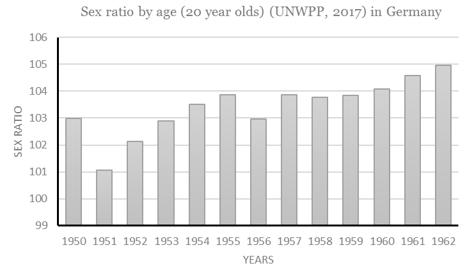 Sex ratio by age (20 year olds) (UNWPP, 2017) in Germany
106
105
104
103
102
101
100
99
SEX RATIO
1950 1951 1952 1953 1954 1955 1956 1957 1958 1959 1960 1961 1962
YEARS